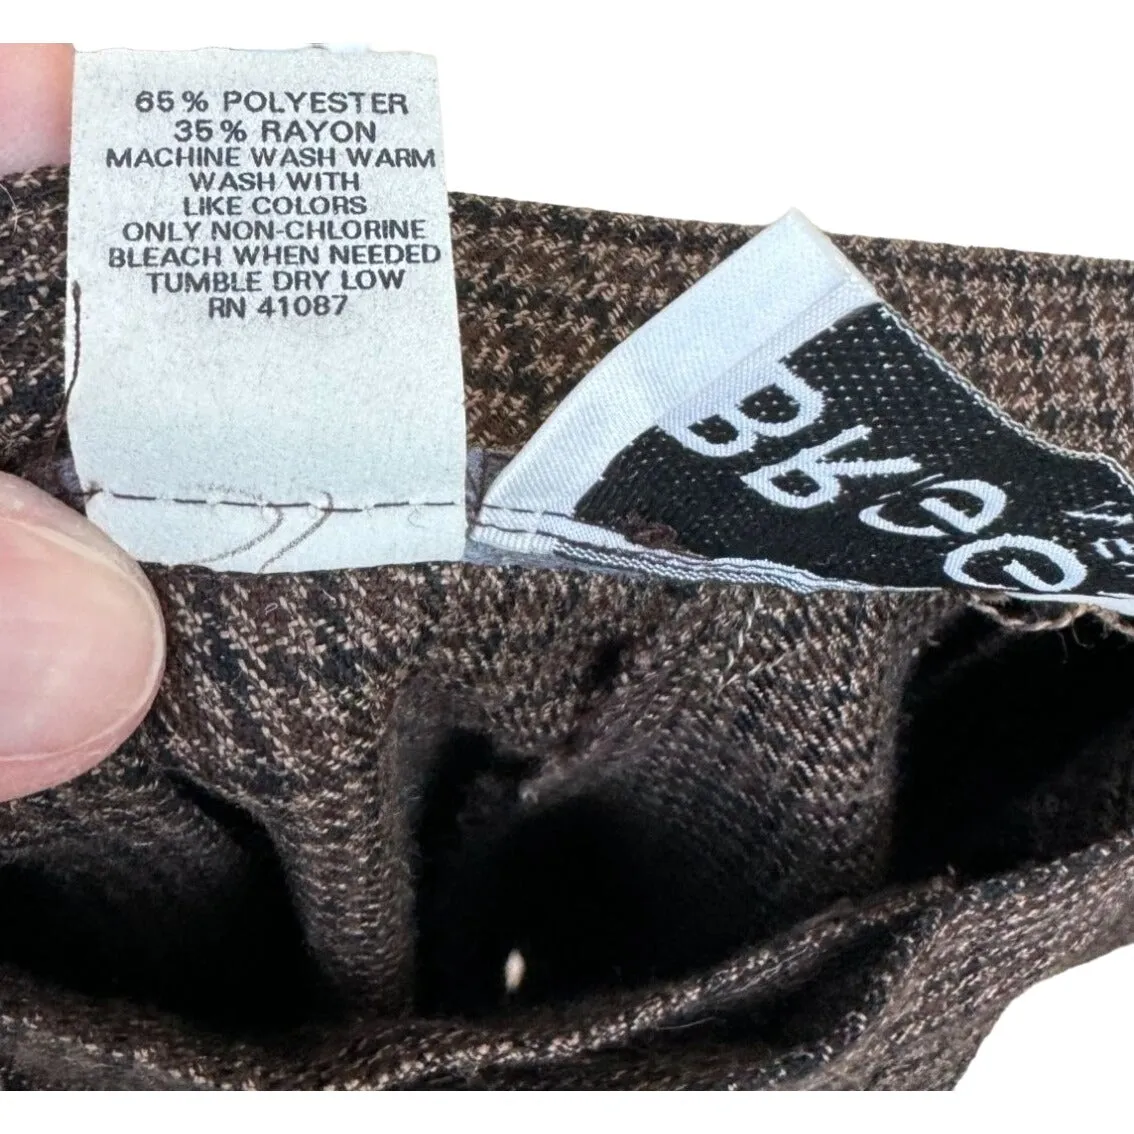 65% POLYESTER
35% RAYON
MACHINE WASH WARM
WASH WITH
LIKE COLORS
ONLY NON-CHLORINE
BLEACH WHEN NEEDED
TUMBLE DRY LOW
RN 41087
Byee